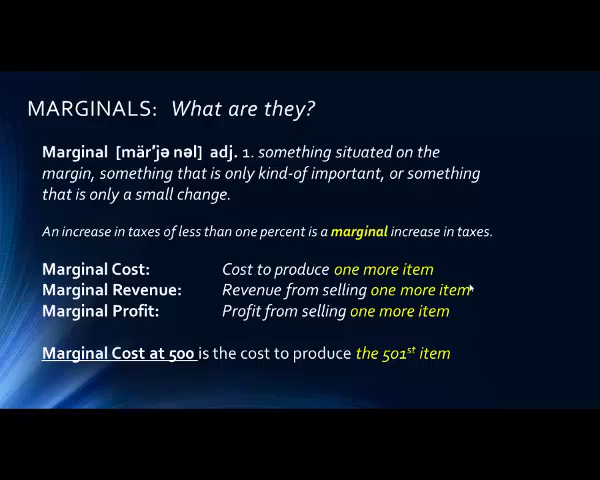 MARGINALS: What are they?
Marginal [mär′jə nəl] adj. 1. something situated on the
margin, something that is only kind-of important, or something
that is only a small change.
An increase in taxes of less than one percent is a marginal increase in taxes.
Marginal Cost: Cost to produce one more item
Marginal Revenue: Revenue from selling one more item
Marginal Profit: Profit from selling one more item
Marginal Cost at 500 is the cost to produce the 501st item